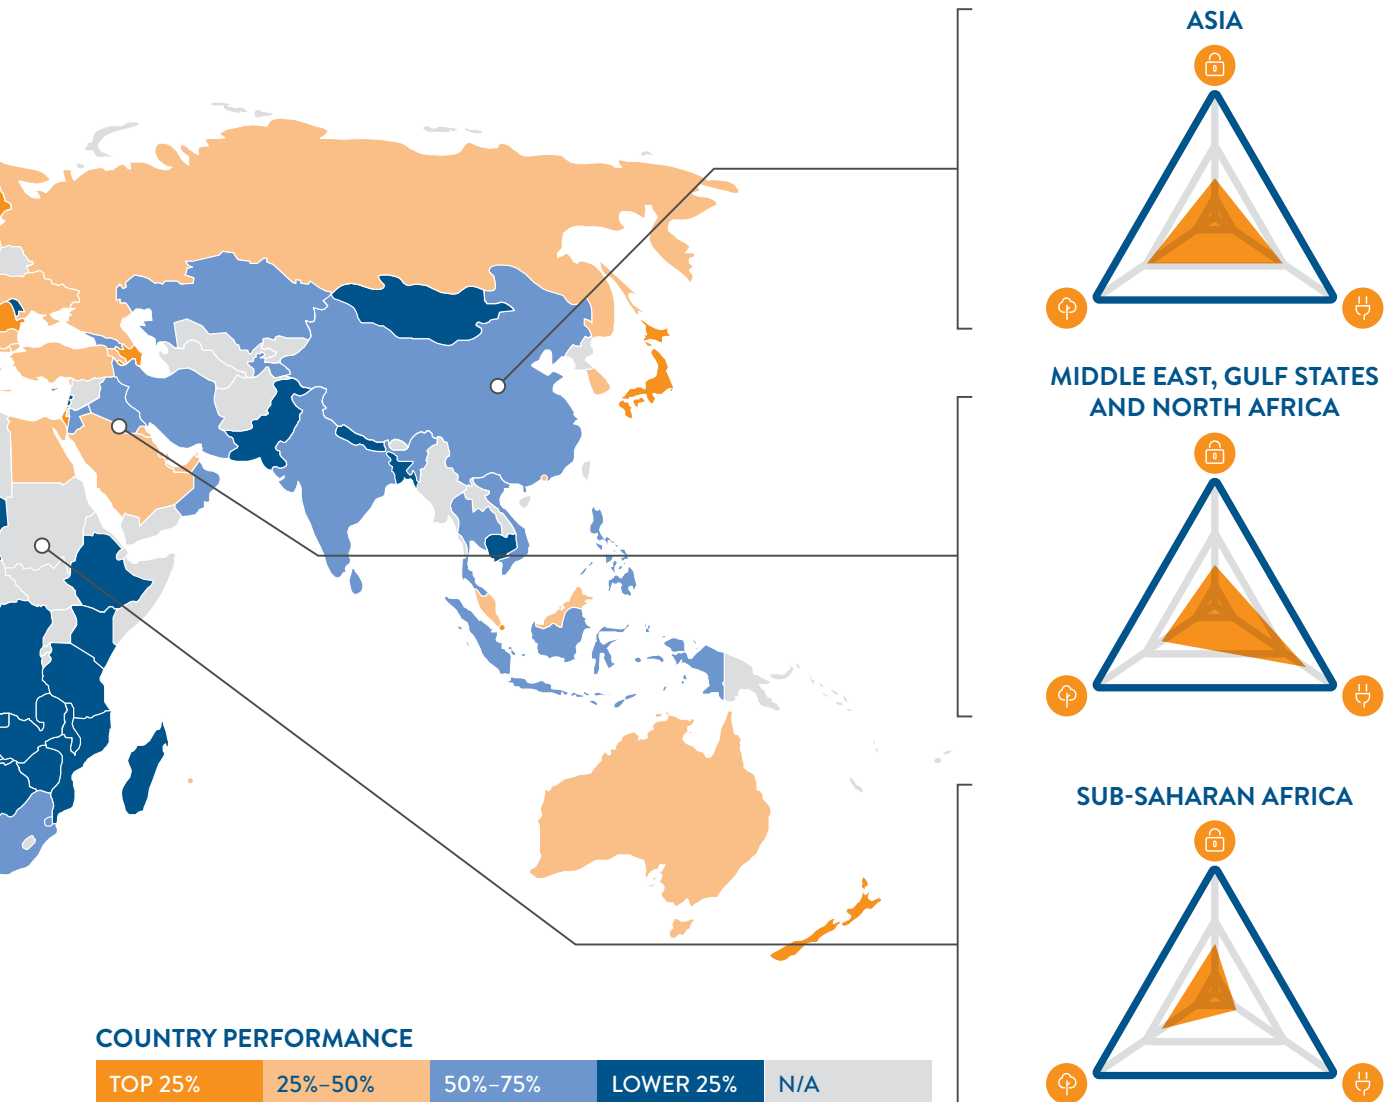 ASIA
MIDDLE EAST, GULF STATES
AND NORTH AFRICA
SUB-SAHARAN AFRICA
COUNTRY PERFORMANCE
TOP 25%
25%–50%
50%–75%
LOWER 25%
N/A